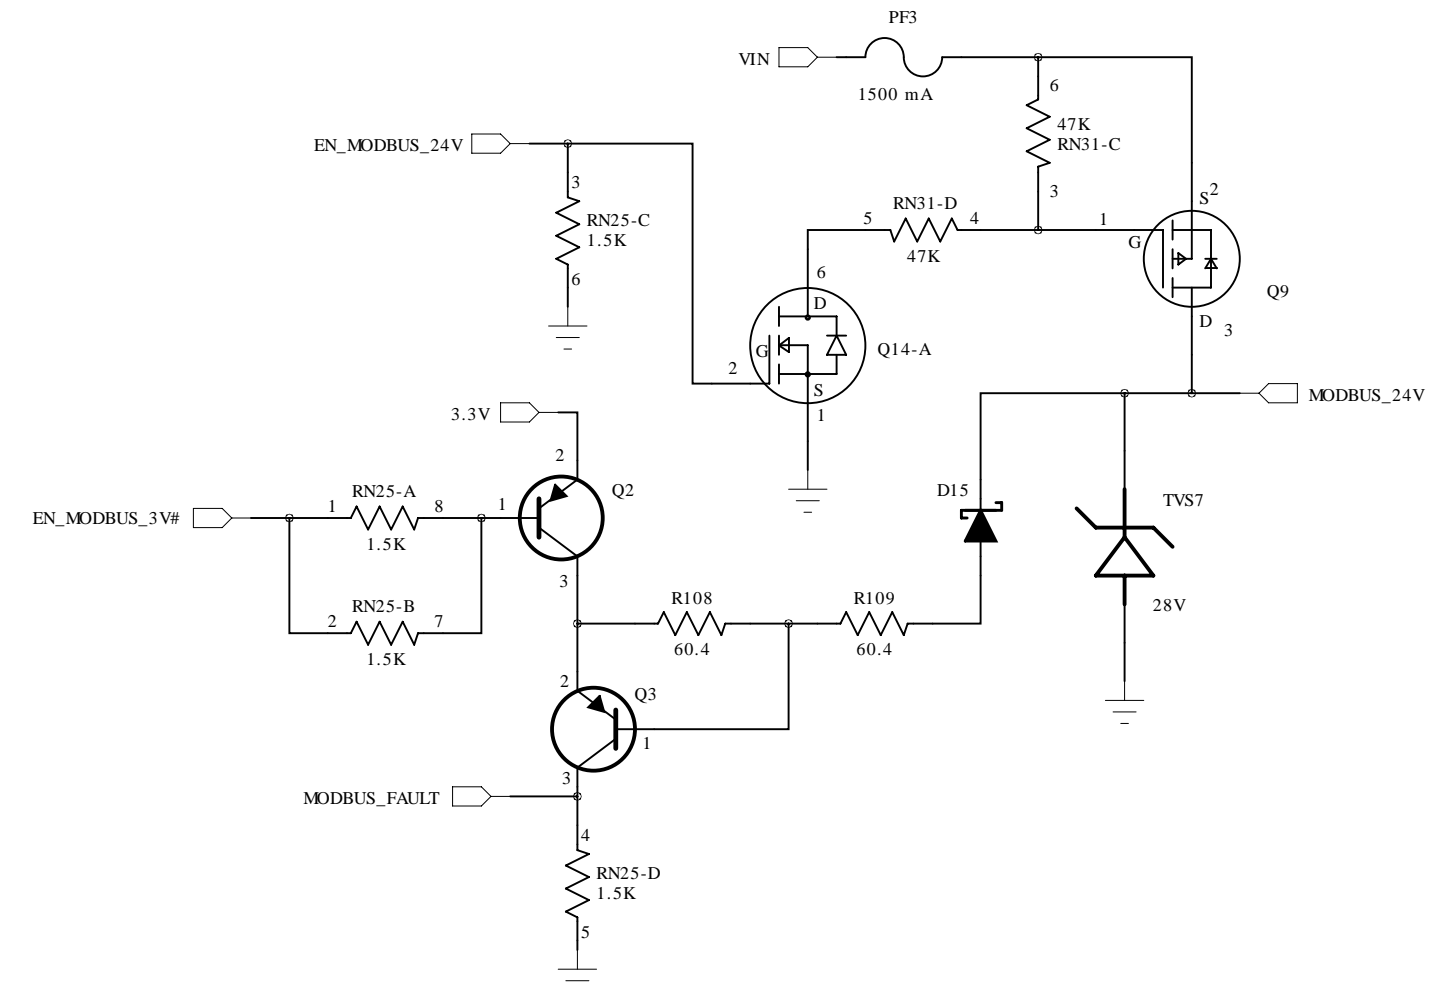 PF3
VIN
1500 mA
6
47K
RN31-C
3
EN_MODBUS_24V
3
RN25-C
1.5K
6
RN31-D
5
4
47K
1
S
2
G
Q9
D
3
6
D
G
Q14-A
2
S
1
MODBUS_24V
3.3V
2
Q2
RN25-A
1
8
1
EN_MODBUS_3V#
1.5K
3
RN25-B
2
7
1.5K
D15
TVS7
28V
R108
60.4
R109
60.4
2
Q3
1
3
MODBUS_FAULT
4
RN25-D
1.5K
5